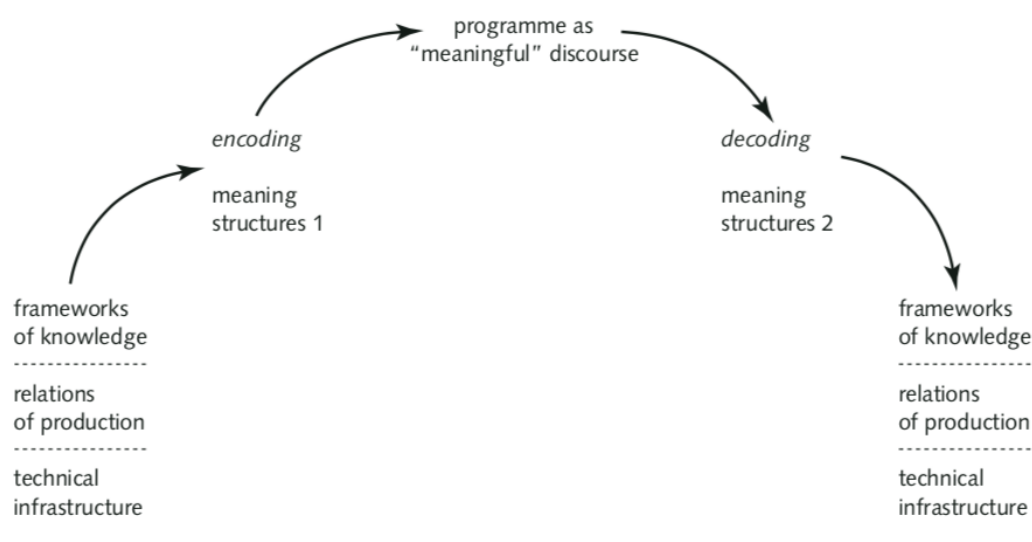 programme as
“meaningful” discourse
encoding
meaning
structures 1
decoding
meaning
structures 2
frameworks
of knowledge
relations
of production
technical
infrastructure
frameworks
of knowledge
relations
of production
technical
infrastructure